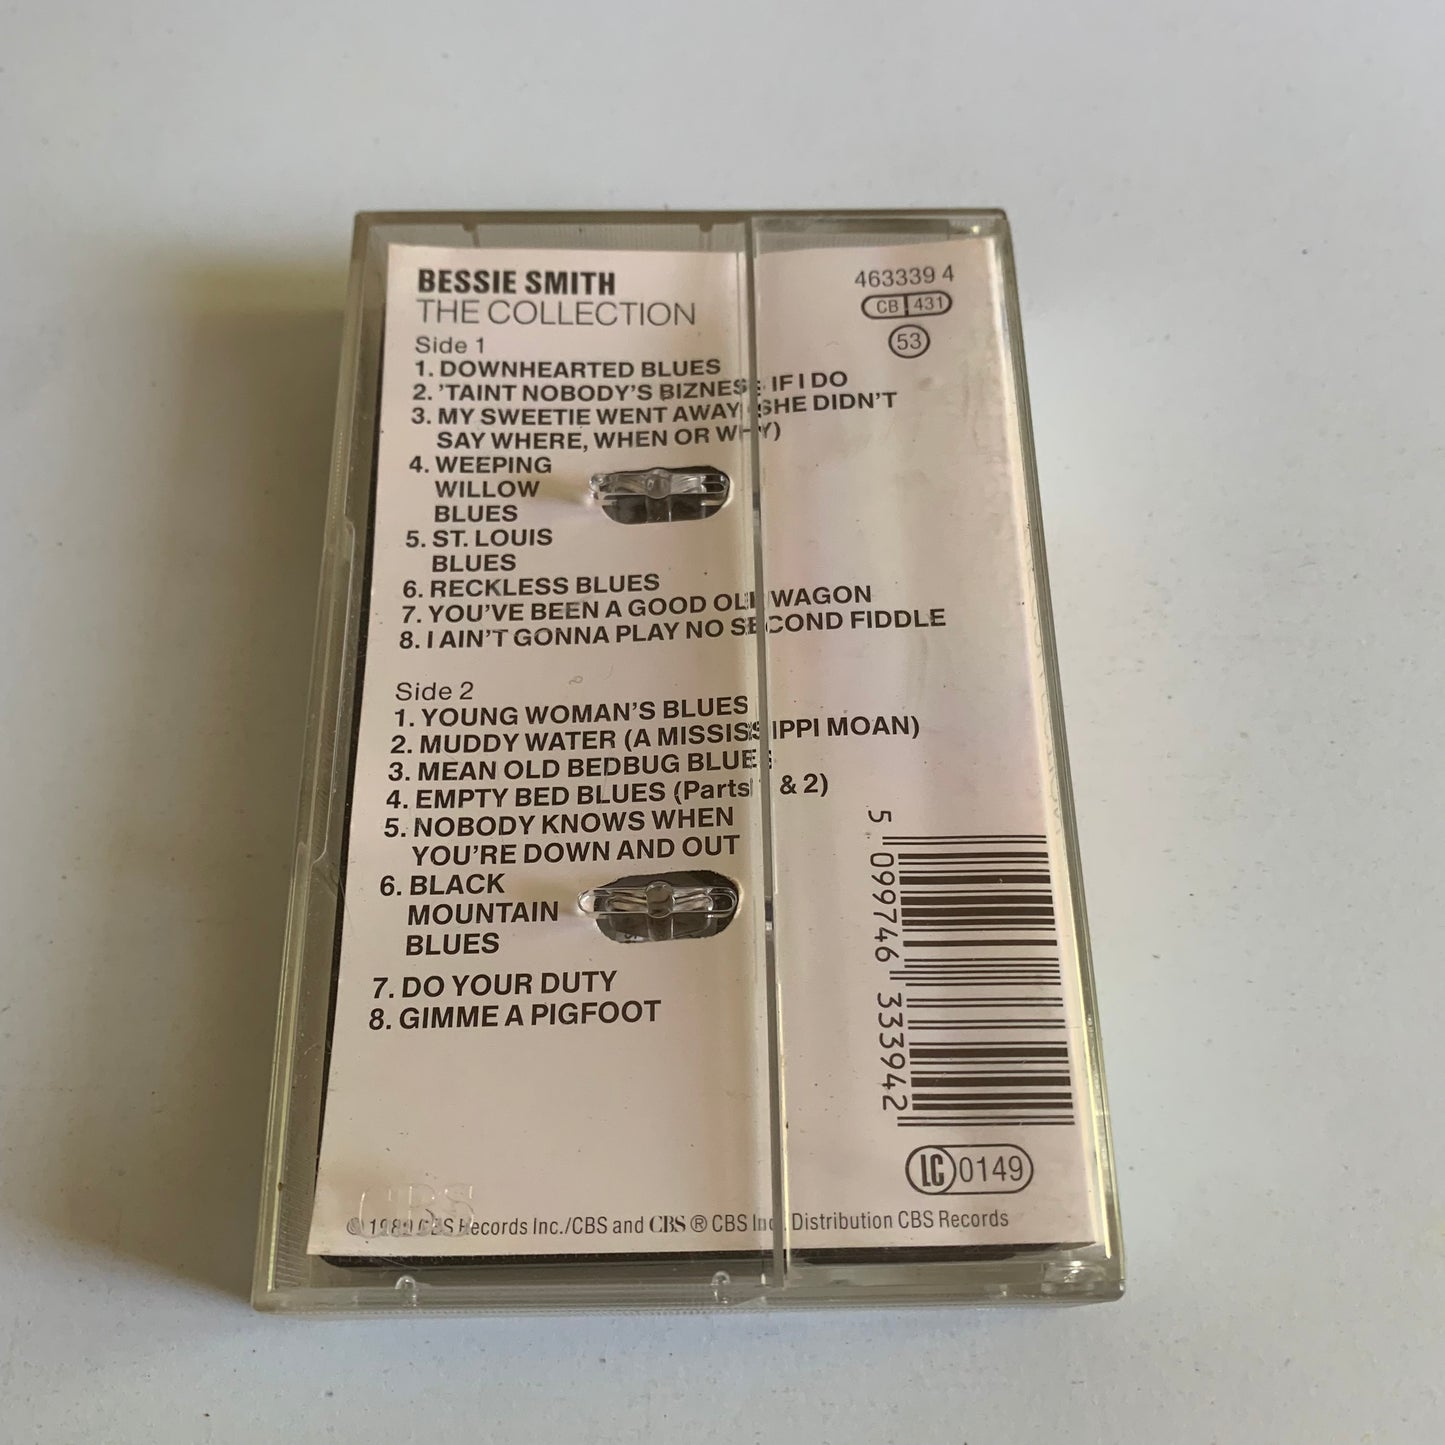 BESSIE SMITH
THE COLLECTION
463339 4
CB 431
53
Side 1
1. DOWNHEARTED BLUES
2. 'TAINT NOBODY'S BIZNESS IF I DO
3. MY SWEETIE WENT AWAY (SHE DIDN'T
SAY WHERE, WHEN OR WHY)
4. WEEPING
WILLOW
BLUES
5. ST. LOUIS
BLUES
6. RECKLESS BLUES
7. YOU'VE BEEN A GOOD OLE WAGON
8. I AIN'T GONNA PLAY NO SECOND FIDDLE
Side 2
1. YOUNG WOMAN'S BLUES
2. MUDDY WATER (A MISSISSIPPI MOAN)
3. MEAN OLD BEDBUG BLUES
4. EMPTY BED BLUES (Parts 1 & 2)
5. NOBODY KNOWS WHEN
YOU'RE DOWN AND OUT
6. BLACK
MOUNTAIN
BLUES
7. DO YOUR DUTY
8. GIMME A PIGFOOT
5 099746 333942
LC 0149
CBS
© 1989 CBS Records Inc./CBS and CBS ® CBS Inc. Distribution CBS Records